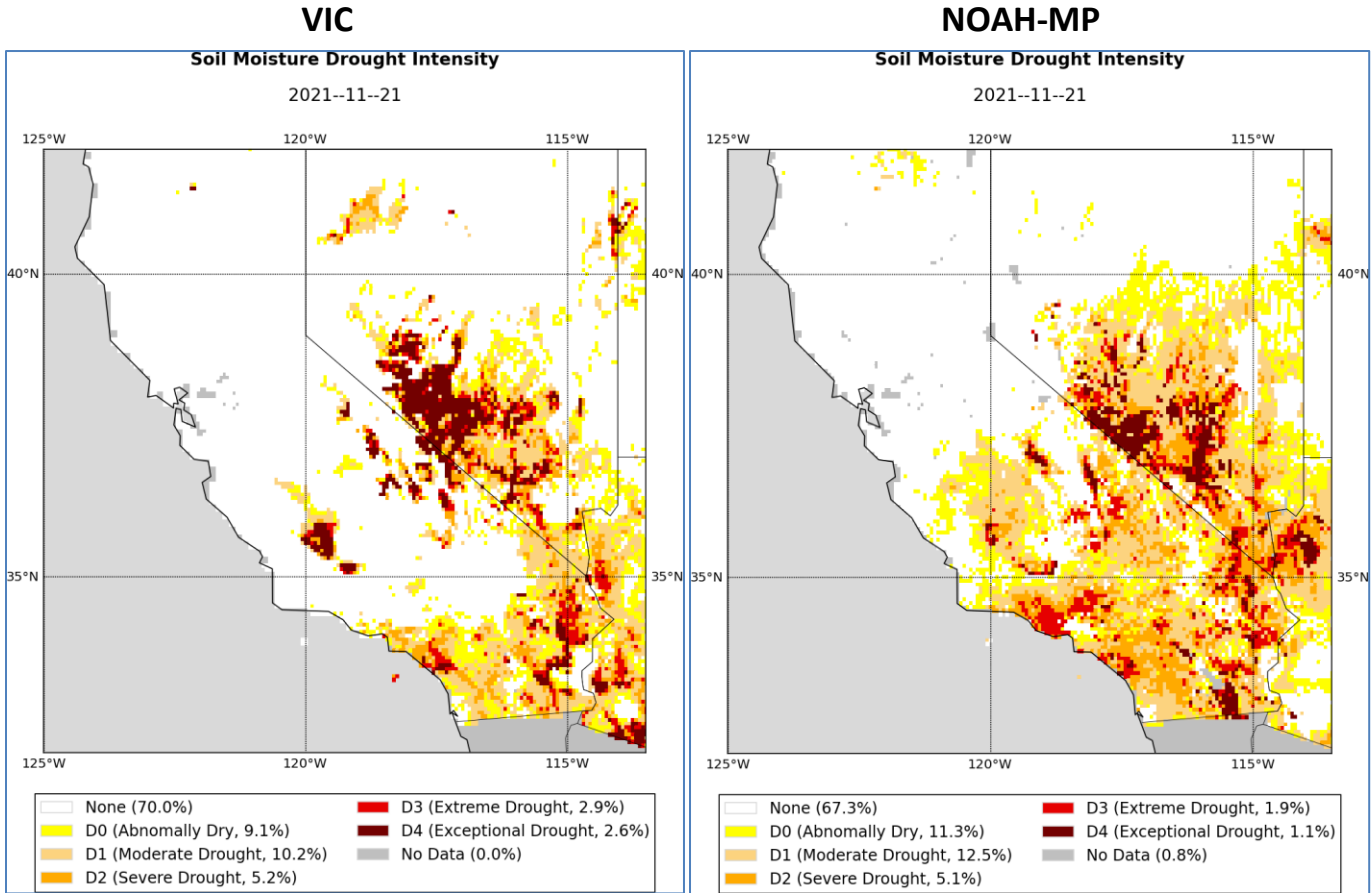 VIC
Soil Moisture Drought Intensity
2021--11--21
125°W 120°W 115°W
40°N 40°N
35°N 35°N
125°W 120°W 115°W
None (70.0%)
D0 (Abnomally Dry, 9.1%)
D1 (Moderate Drought, 10.2%)
D2 (Severe Drought, 5.2%)
D3 (Extreme Drought, 2.9%)
D4 (Exceptional Drought, 2.6%)
No Data (0.0%)
NOAH-MP
Soil Moisture Drought Intensity
2021--11--21
125°W 120°W 115°W
40°N
35°N
125°W 120°W 115°W
None (67.3%)
D0 (Abnomally Dry, 11.3%)
D1 (Moderate Drought, 12.5%)
D2 (Severe Drought, 5.1%)
D3 (Extreme Drought, 1.9%)
D4 (Exceptional Drought, 1.1%)
No Data (0.8%)